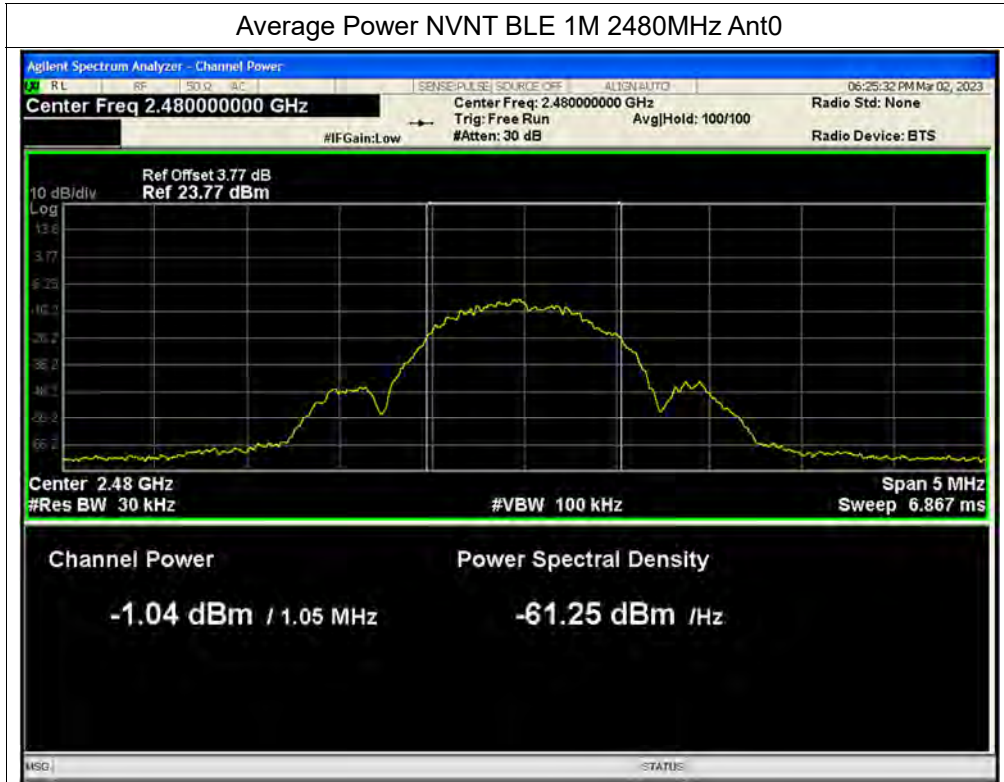 Average Power NVNT BLE 1M 2480MHz Ant0
Agilent Spectrum Analyzer - Channel Power
LXI RL RF 50 Ω AC SENSE:PULSE SOURCE OFF ALIGN AUTO 06:25:32 PM Mar 02, 2023
Center Freq 2.480000000 GHz Center Freq: 2.480000000 GHz Radio Std: None
Trig: Free Run Avg|Hold: 100/100
#IFGain:Low #Atten: 30 dB Radio Device: BTS
Ref Offset 3.77 dB
10 dB/div Ref 23.77 dBm
Log
13.8
3.77
-6.23
-16.2
-26.2
-36.2
-46.2
-56.2
-66.2
Center 2.48 GHz Span 5 MHz
#Res BW 30 kHz #VBW 100 kHz Sweep 6.867 ms
Channel Power Power Spectral Density
-1.04 dBm / 1.05 MHz -61.25 dBm /Hz
MSG STATUS